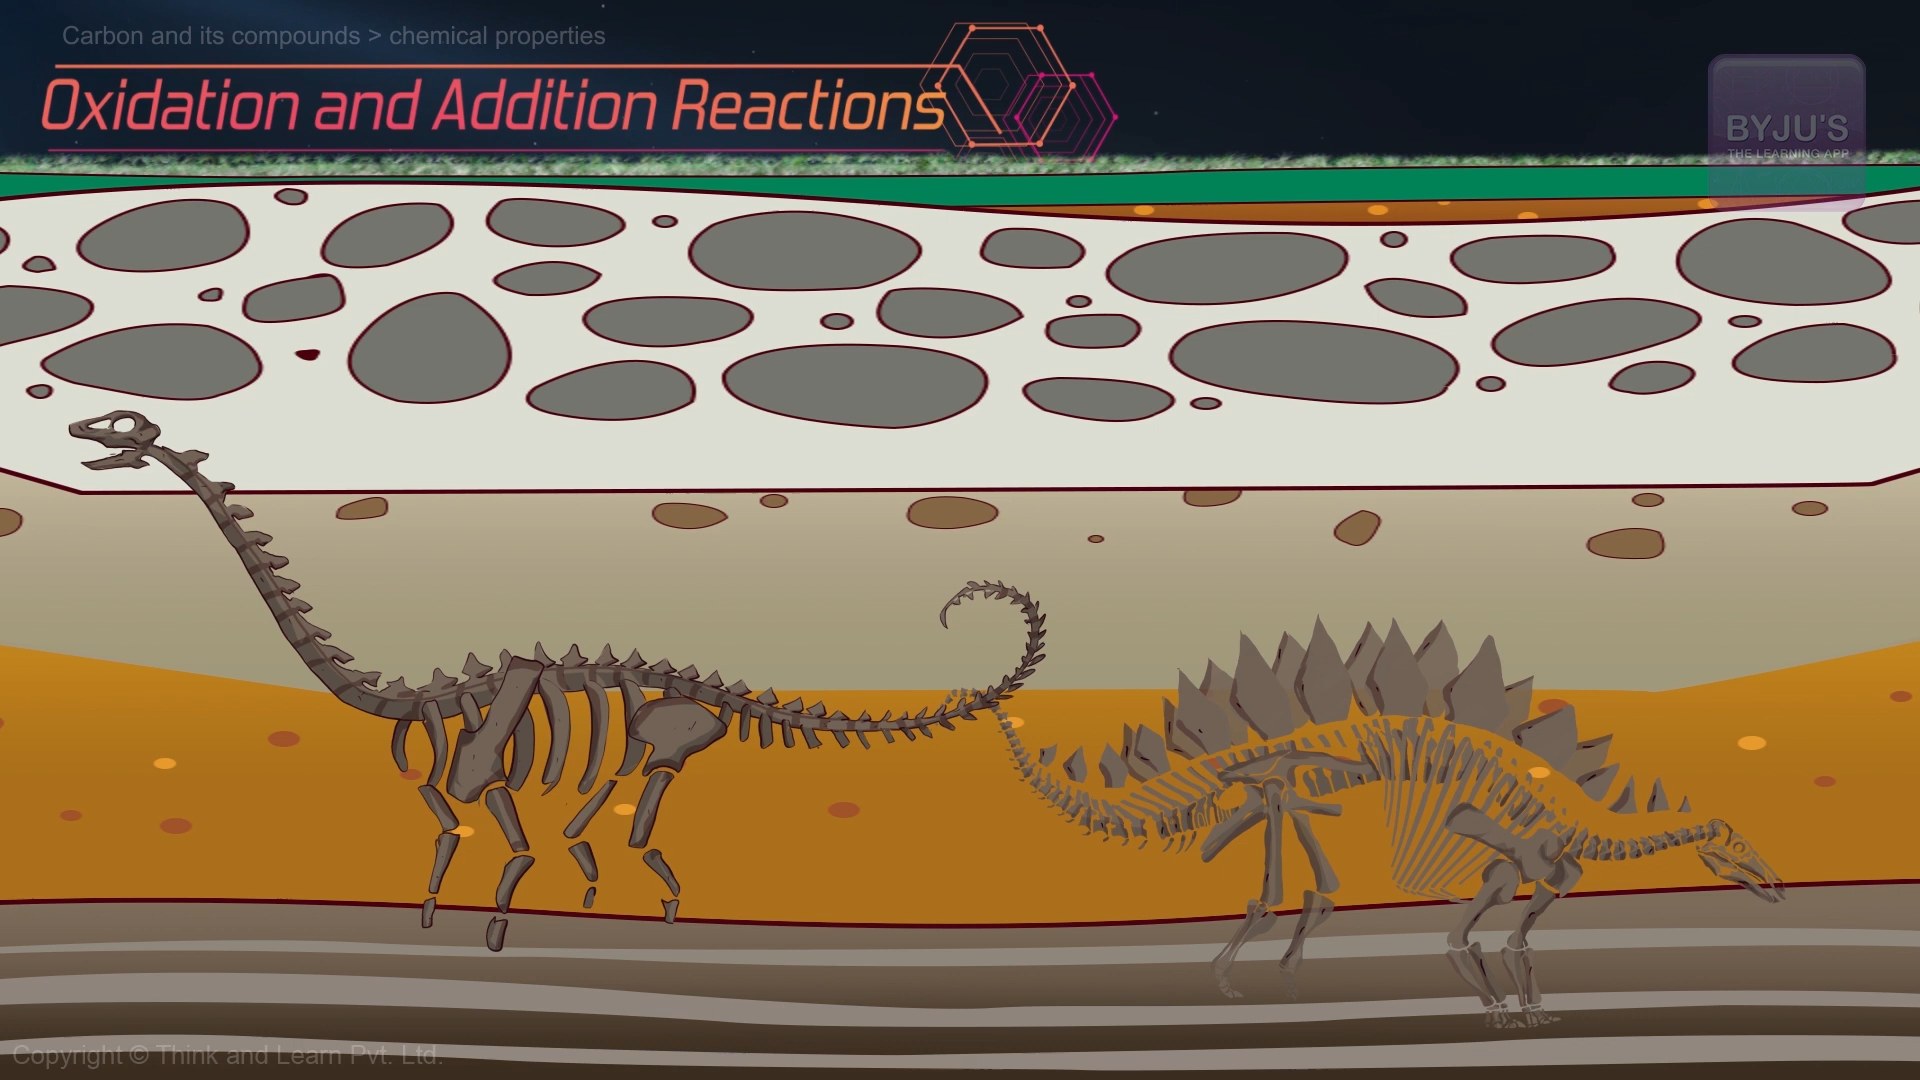 Carbon and its compounds > chemical properties
Oxidation and Addition Reactions
BYJU'S
THE LEARNING APP
Copyright © Think and Learn Pvt. Ltd.